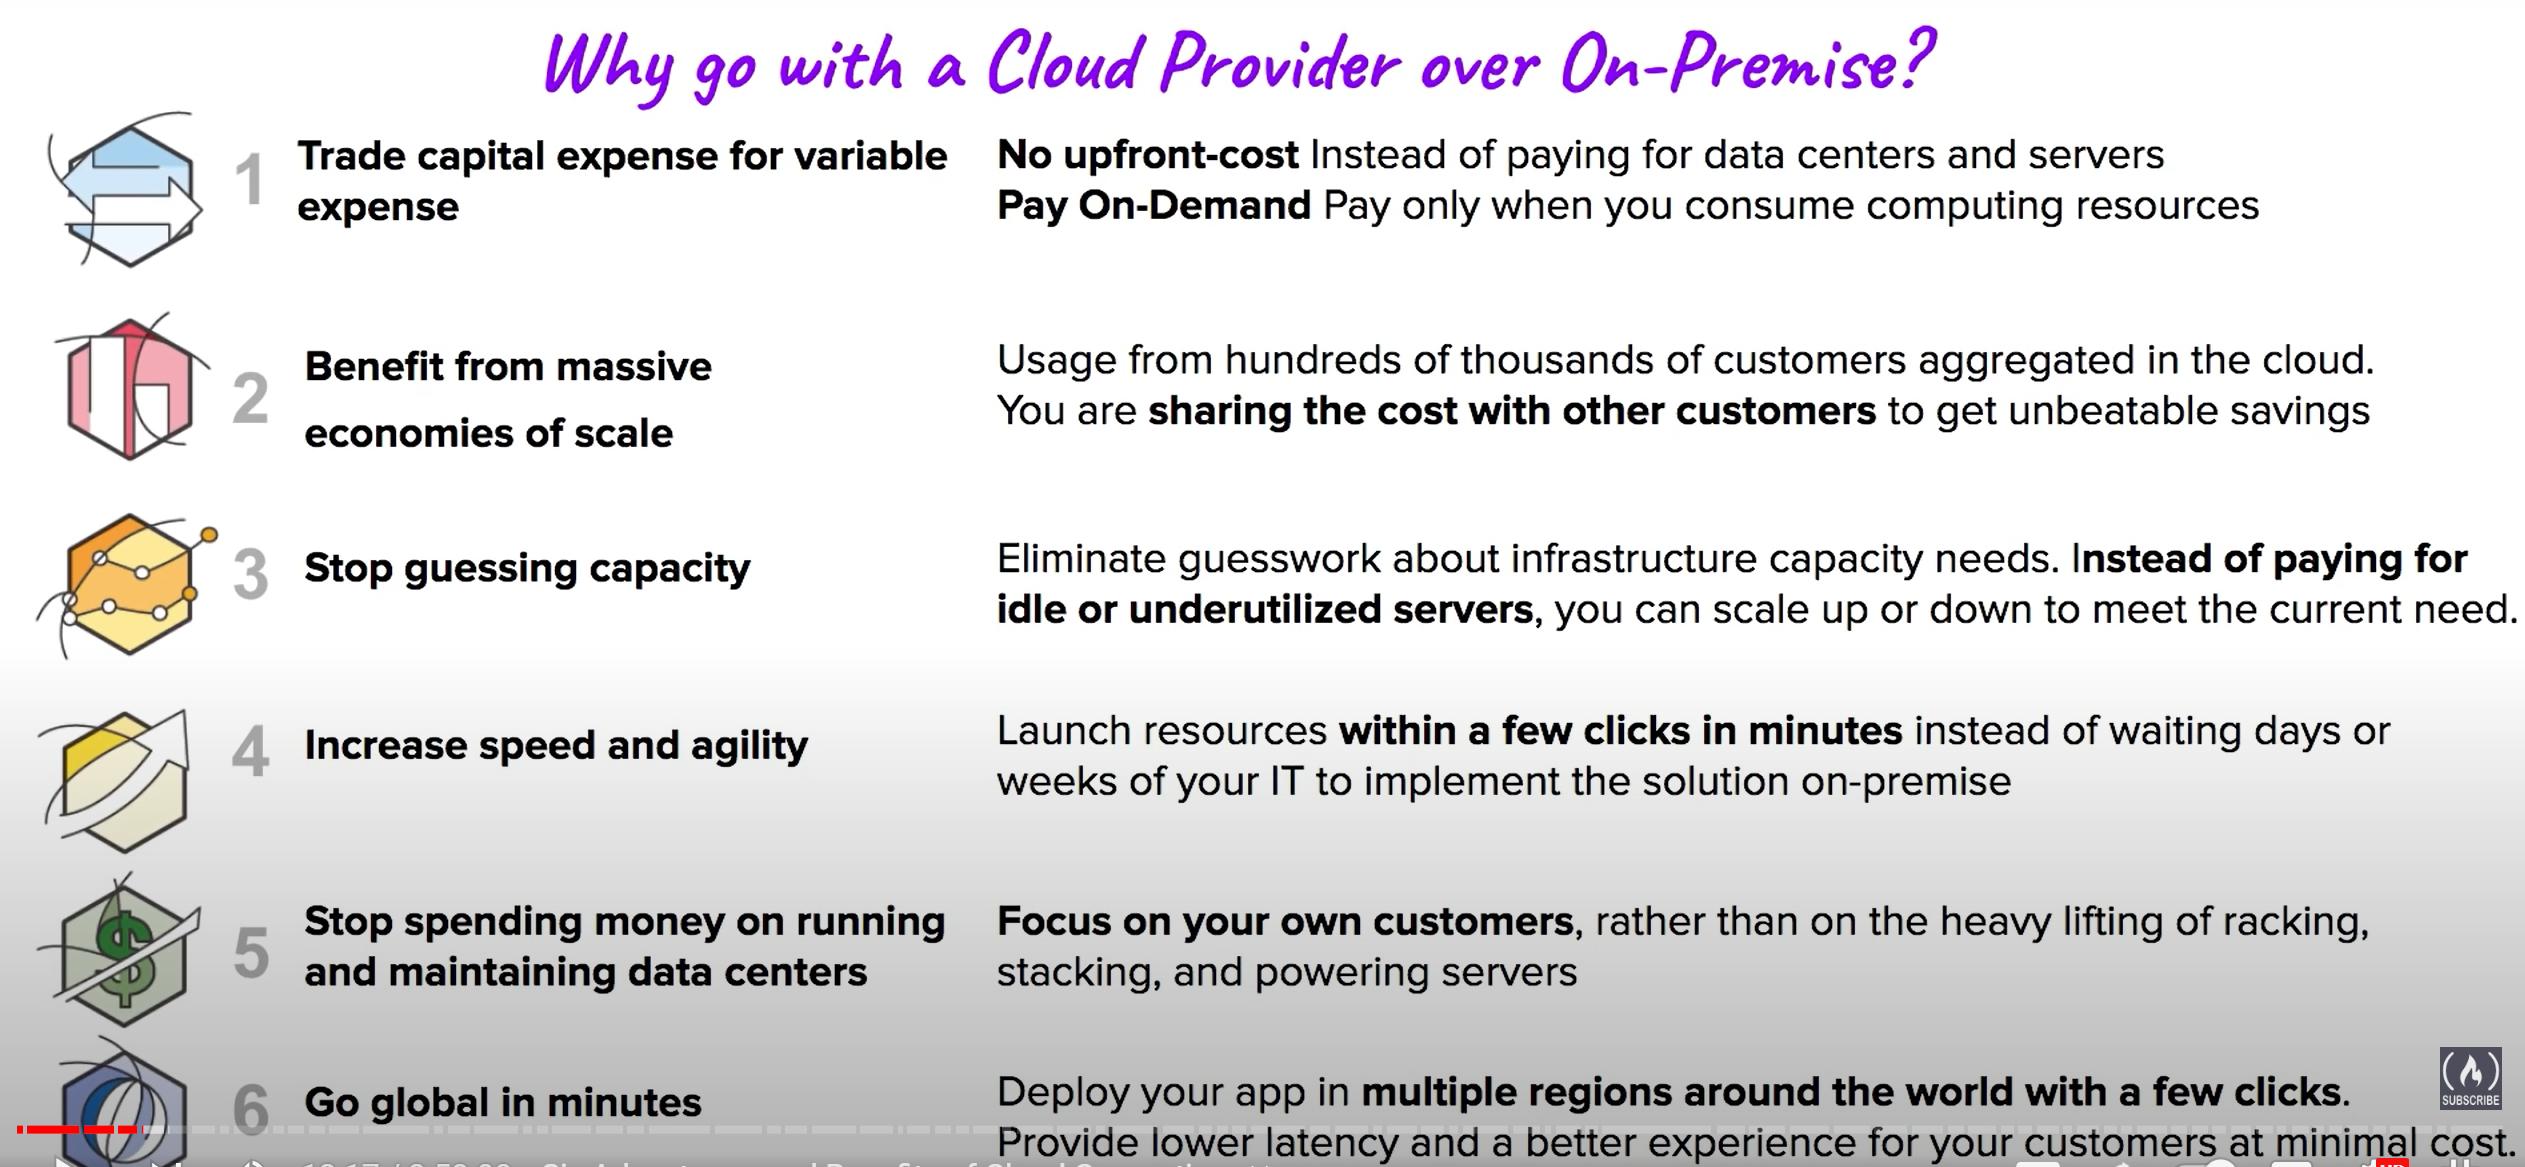 Why go with a Cloud Provider over On-Premise?
1
Trade capital expense for variable
expense
No upfront-cost Instead of paying for data centers and servers
Pay On-Demand Pay only when you consume computing resources
2
Benefit from massive
economies of scale
Usage from hundreds of thousands of customers aggregated in the cloud.
You are sharing the cost with other customers to get unbeatable savings
3
Stop guessing capacity
Eliminate guesswork about infrastructure capacity needs. Instead of paying for
idle or underutilized servers, you can scale up or down to meet the current need.
4
Increase speed and agility
Launch resources within a few clicks in minutes instead of waiting days or
weeks of your IT to implement the solution on-premise
5
Stop spending money on running
and maintaining data centers
Focus on your own customers, rather than on the heavy lifting of racking,
stacking, and powering servers
6
Go global in minutes
Deploy your app in multiple regions around the world with a few clicks.
Provide lower latency and a better experience for your customers at minimal cost.
SUBSCRIBE